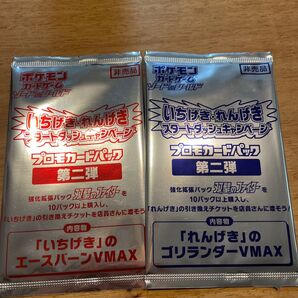 非売品
ポケモン
カードゲーム
ソード&シールド
いちげき&れんげき
スタートダッシュキャンペーン
プロモカードパック
第二弾
強化拡張パック「双璧のファイター」を
10パック以上購入し、
「いちげき」の引き換えチケットを店員さんに渡そう!
内容物
「いちげき」の
エースバーンVMAX
非売品
ポケモン
カードゲーム
ソード&シールド
いちげき&れんげき
スタートダッシュキャンペーン
プロモカードパック
第二弾
強化拡張パック「双璧のファイター」を
10パック以上購入し、
「れんげき」の引き換えチケットを店員さんに渡そう!
内容物
「れんげき」の
ゴリランダーVMAX